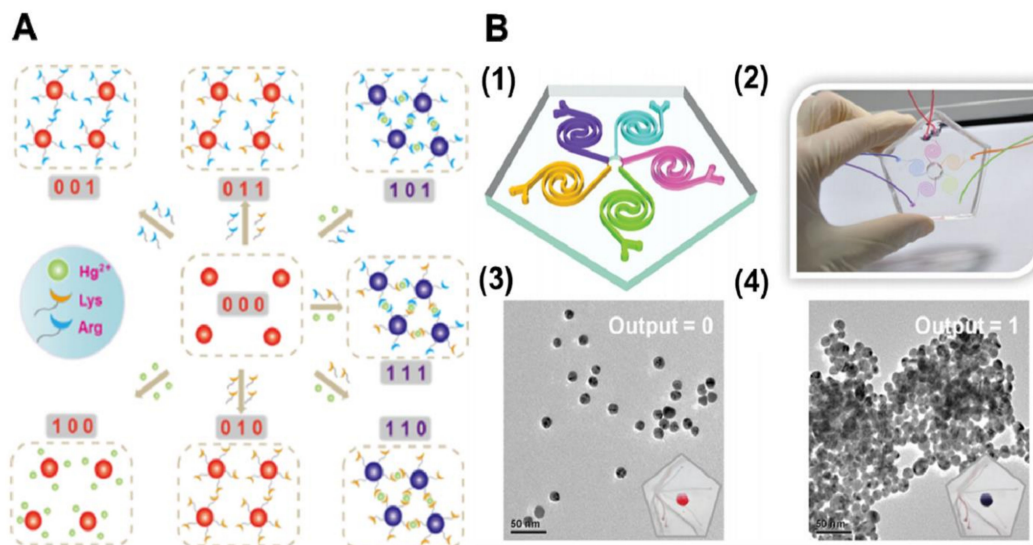 A
0 0 1
0 1 1
1 0 1
Hg2+
Lys
Arg
0 0 0
1 1 1
1 0 0
0 1 0
1 1 0
B
(1)
(2)
(3)
Output = 0
50 nm
(4)
Output = 1
50 nm